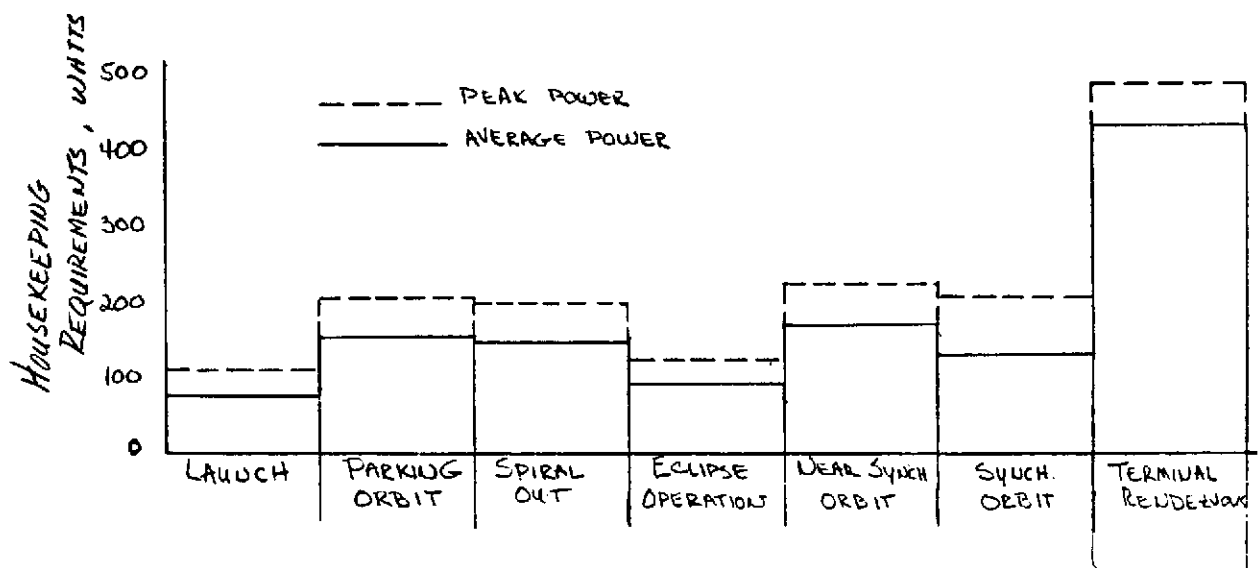 HOUSEKEEPING
REQUIREMENTS, WATTS
500
400
300
200
100
0
PEAK POWER
AVERAGE POWER
LAUNCH
PARKING
ORBIT
SPIRAL
OUT
ECLIPSE
OPERATION
NEAR SYNCH
ORBIT
SYNCH.
ORBIT
TERMINAL
RENDEZVOUS